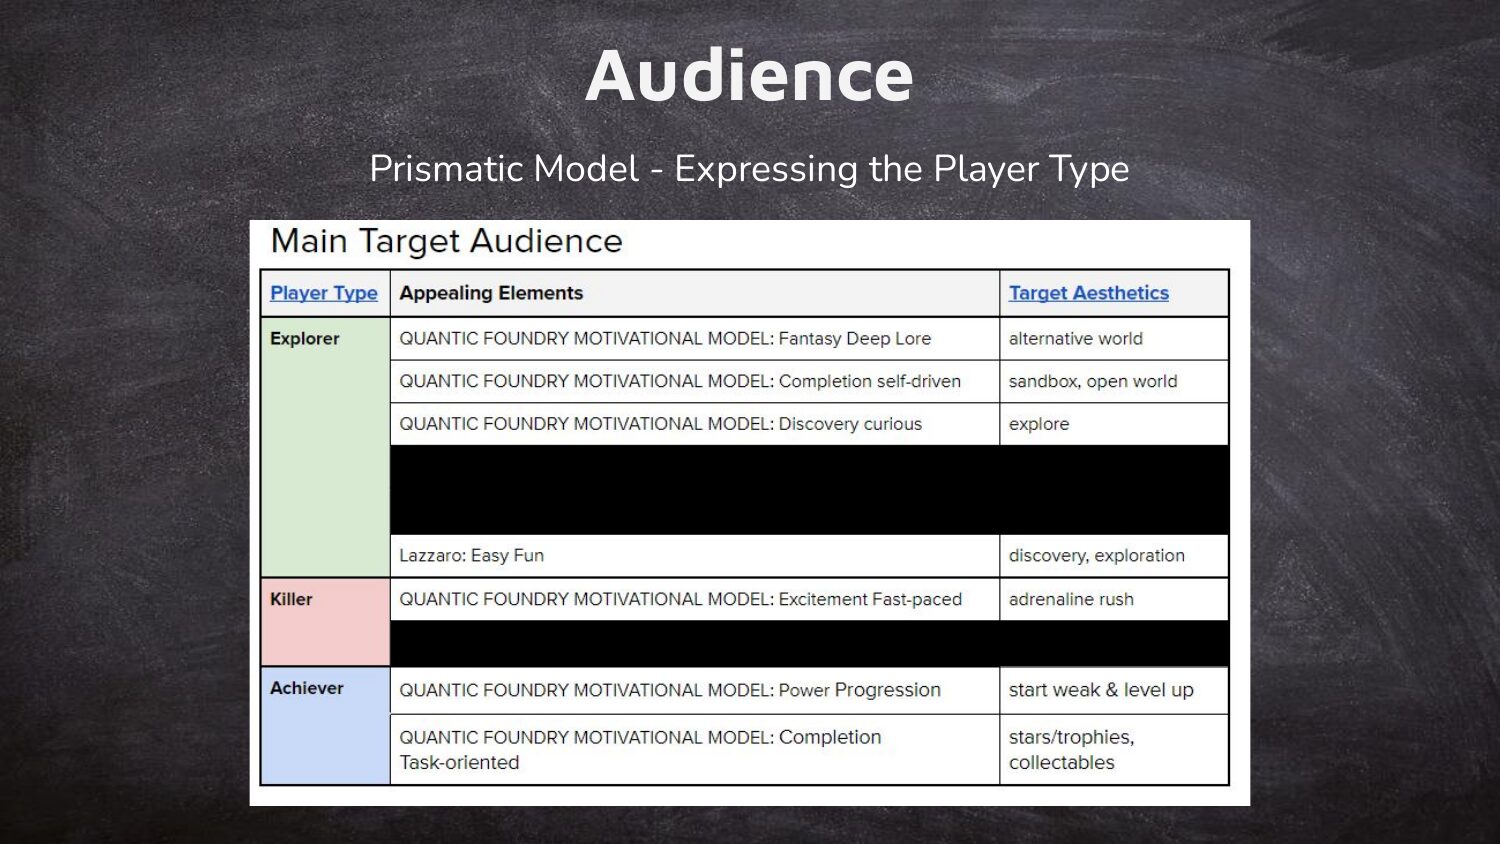 Audience
Prismatic Model - Expressing the Player Type
Main Target Audience
Player Type Appealing Elements Target Aesthetics
Explorer QUANTIC FOUNDRY MOTIVATIONAL MODEL: Fantasy Deep Lore alternative world
QUANTIC FOUNDRY MOTIVATIONAL MODEL: Completion self-driven sandbox, open world
QUANTIC FOUNDRY MOTIVATIONAL MODEL: Discovery curious explore
Lazzaro: Easy Fun discovery, exploration
Killer QUANTIC FOUNDRY MOTIVATIONAL MODEL: Excitement Fast-paced adrenaline rush
Achiever QUANTIC FOUNDRY MOTIVATIONAL MODEL: Power Progression start weak & level up
QUANTIC FOUNDRY MOTIVATIONAL MODEL: Completion stars/trophies,
Task-oriented collectables